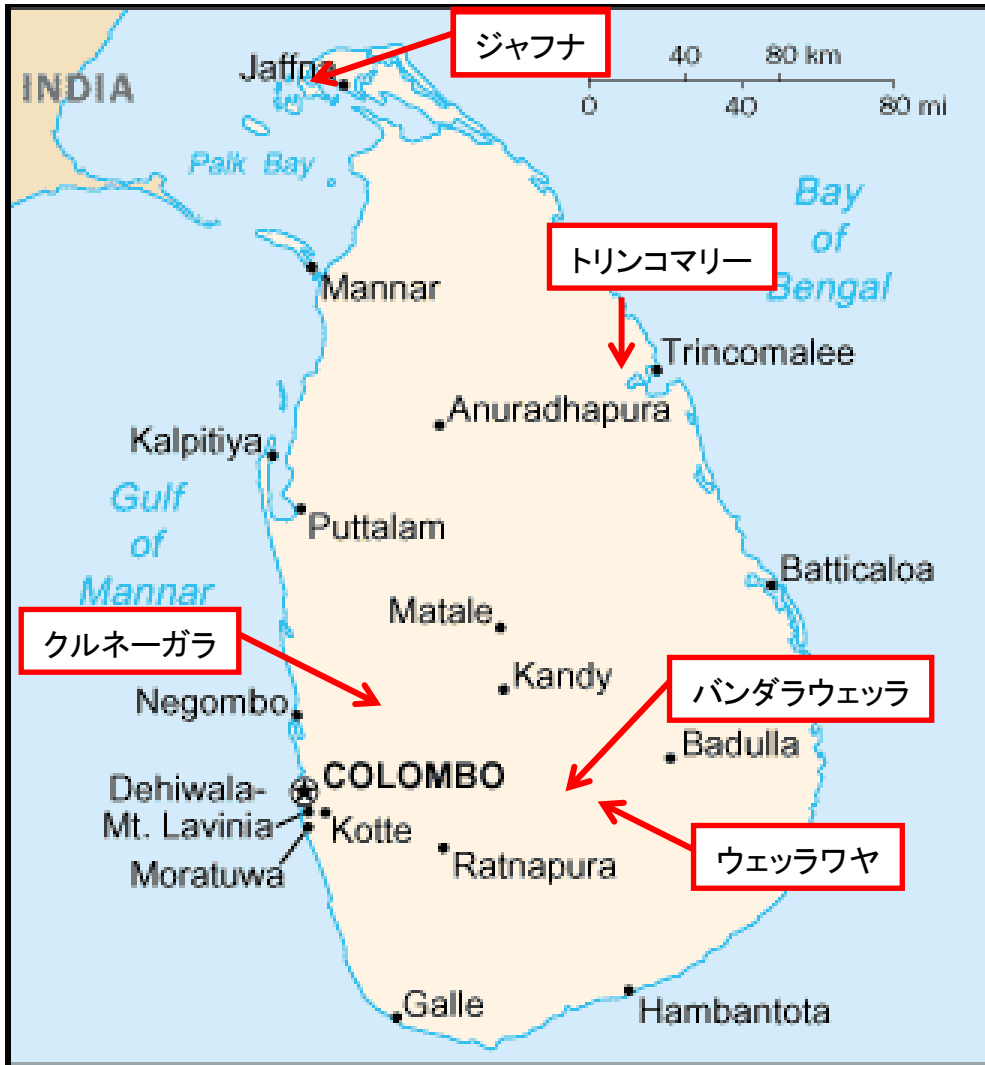 ジャフナ
Jaffna
INDIA
40 80 km
0 40 80 mi
Palk Bay
Bay
of
Bengal
トリンコマリー
Mannar
Trincomalee
Anuradhapura
Kalpitiya
Gulf
of
Mannar
Puttalam
Batticaloa
Matale
クルネーガラ
Kandy
バンダラウェッラ
Negombo
Badulla
COLOMBO
Dehiwala-
Mt. Lavinia
Kotte
ウェッラワヤ
Moratuwa
Ratnapura
Galle
Hambantota